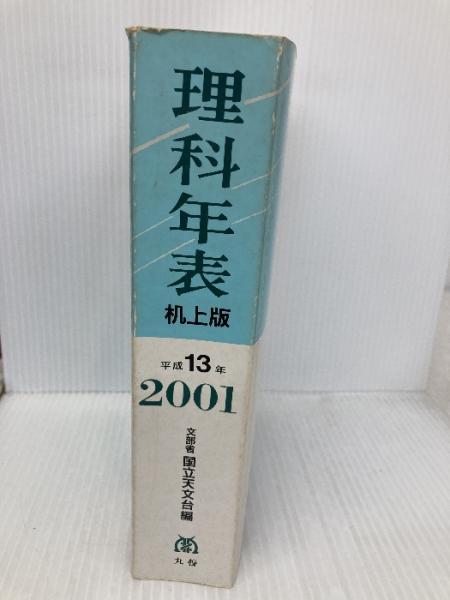 理科年表
机上版
平成13年
2001
文部省 国立天文台編
丸善